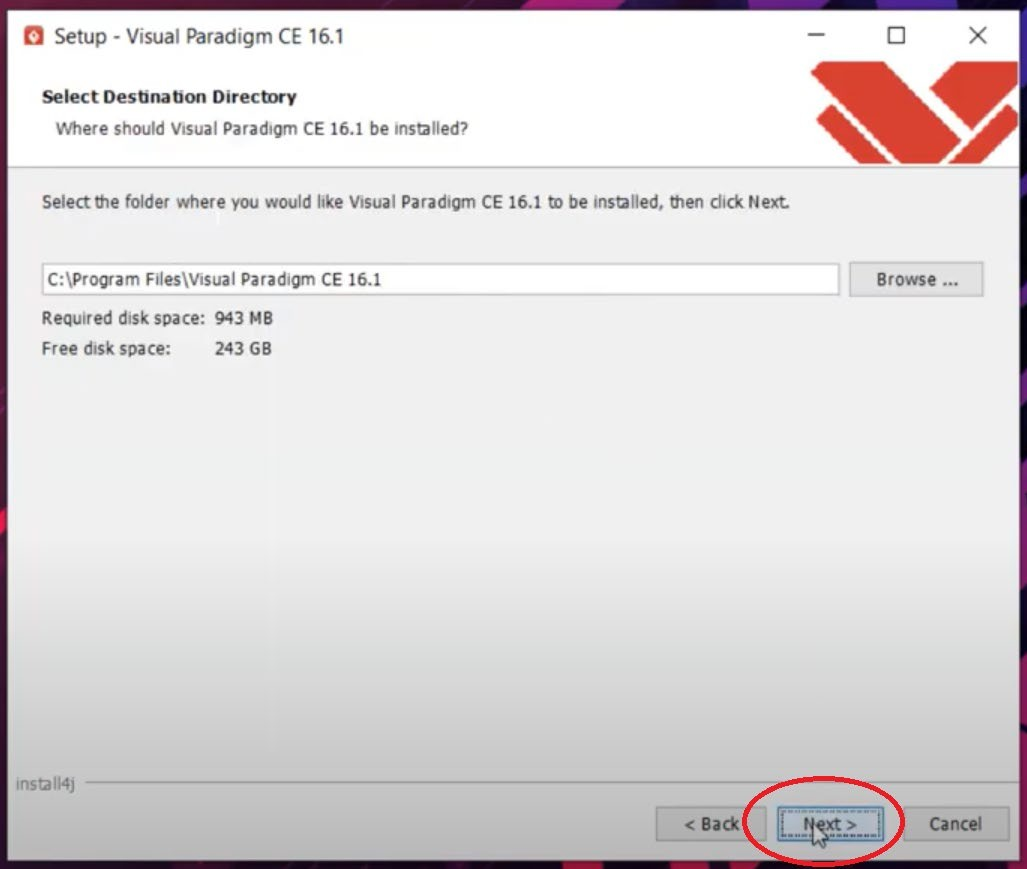 Setup - Visual Paradigm CE 16.1
Select Destination Directory
Where should Visual Paradigm CE 16.1 be installed?
Select the folder where you would like Visual Paradigm CE 16.1 to be installed, then click Next.
C:\Program Files\Visual Paradigm CE 16.1
Browse ...
Required disk space: 943 MB
Free disk space: 243 GB
install4j
< Back
Next >
Cancel